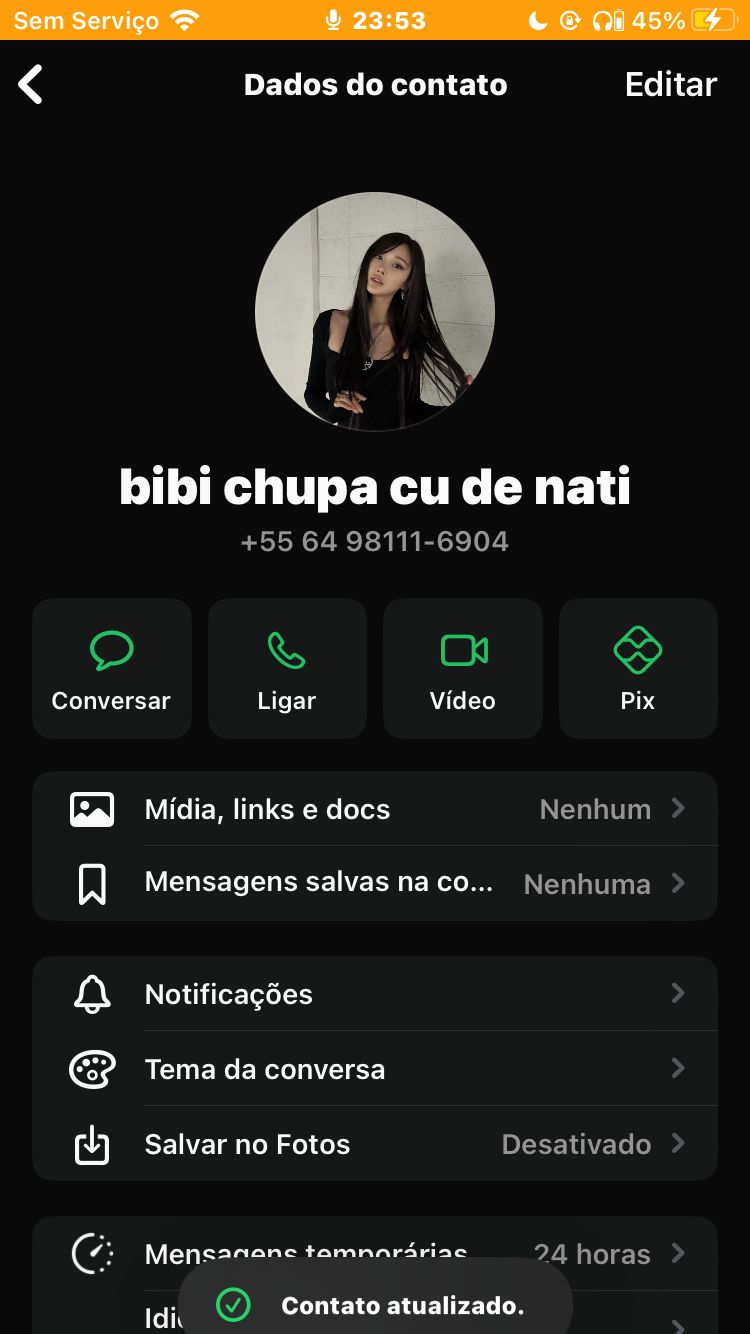 Sem Serviço 23:53 45%
Dados do contato Editar
bibi chupa cu de nati
+55 64 98111-6904
Conversar Ligar Vídeo Pix
Mídia, links e docs Nenhum
Mensagens salvas na co... Nenhuma
Notificações
Tema da conversa
Salvar no Fotos Desativado
Mensagens temporárias 24 horas
Contato atualizado.